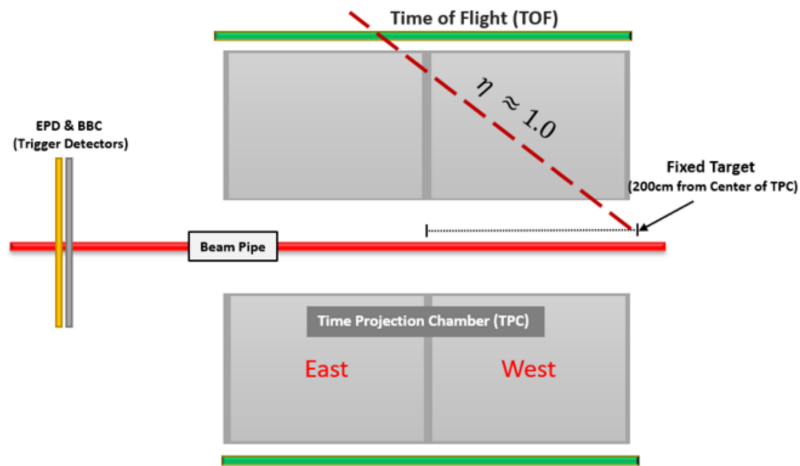 Time of Flight (TOF)
η ≈ 1.0
EPD & BBC
(Trigger Detectors)
Fixed Target
(200cm from Center of TPC)
Beam Pipe
Time Projection Chamber (TPC)
East
West